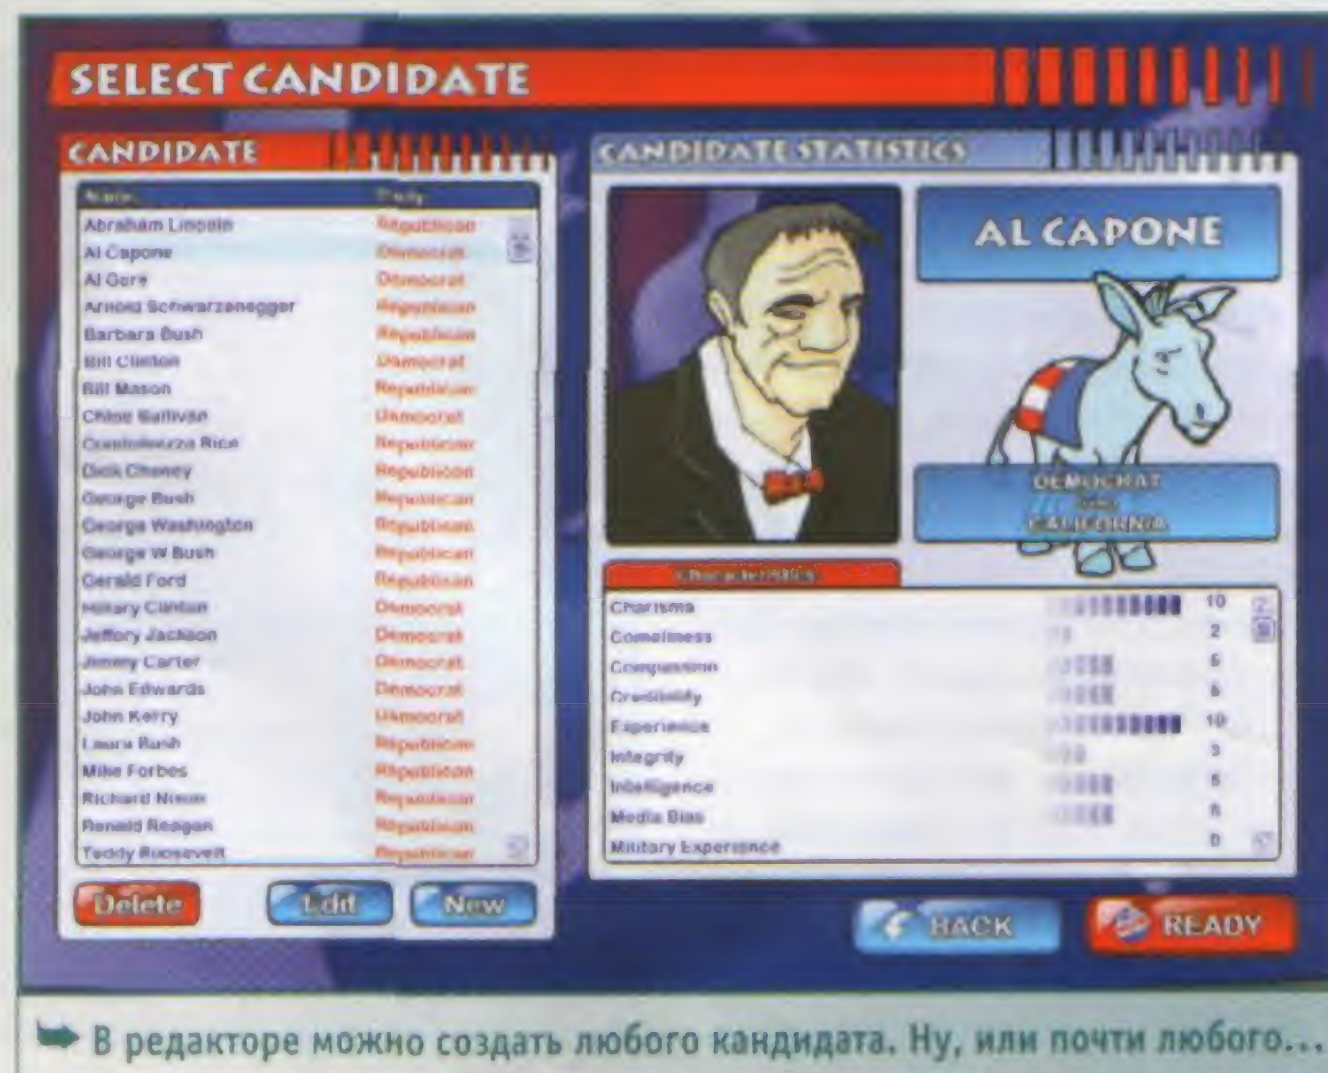 SELECT CANDIDATE
CANDIDATE
Name Party
Abraham Lincoln Republican
Al Capone Democrat
Al Gore Democrat
Arnold Schwarzenegger Republican
Barbara Bush Republican
Bill Clinton Democrat
Bill Mason Republican
Chloe Sullivan Democrat
Condoleezza Rice Republican
Dick Cheney Republican
George Bush Republican
George Washington Republican
George W Bush Republican
Gerald Ford Republican
Hillary Clinton Democrat
Jeffory Jackson Democrat
Jimmy Carter Democrat
John Edwards Democrat
John Kerry Democrat
Laura Bush Republican
Mike Forbes Republican
Richard Nixon Republican
Ronald Reagan Republican
Teddy Roosevelt Republican
Delete Edit New
CANDIDATE STATISTICS
AL CAPONE
DEMOCRAT
CALIFORNIA
Characteristics
Charisma 10
Comeliness 2
Compassion 5
Credibility 5
Experience 10
Integrity 3
Intelligence 5
Media Bias 5
Military Experience 0
BACK READY
В редакторе можно создать любого кандидата. Ну, или почти любого...